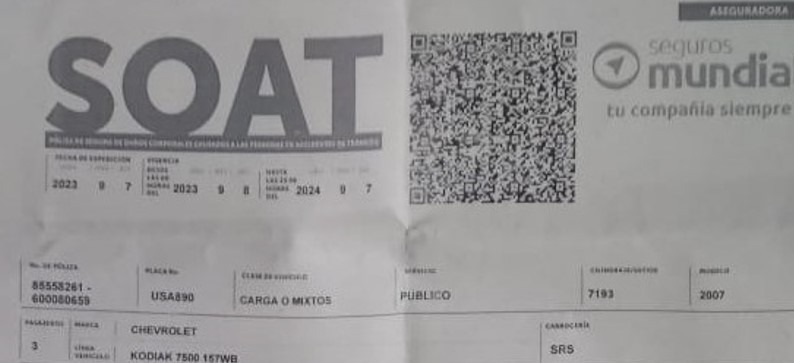 ASEGURADORA
SOAT
PÓLIZA DE SEGURO DE DAÑOS CORPORALES CAUSADOS A LAS PERSONAS EN ACCIDENTES DE TRÁNSITO
seguros
mundial
tu compañía siempre
FECHA DE EXPEDICIÓN VIGENCIA
DESDE LAS 00 HORAS DEL
HASTA LAS 23:59 HORAS DEL
2023 9 7 2023 9 8 2024 9 7
No. DE PÓLIZA PLACA No. CLASE DE VEHÍCULO SERVICIO CILINDRAJE/VATIOS MODELO
85558261 -
600080659 USA890 CARGA O MIXTOS PUBLICO 7193 2007
PASAJEROS MARCA CHEVROLET CARROCERÍA
3 LÍNEA VEHÍCULO KODIAK 7500 157WB SRS